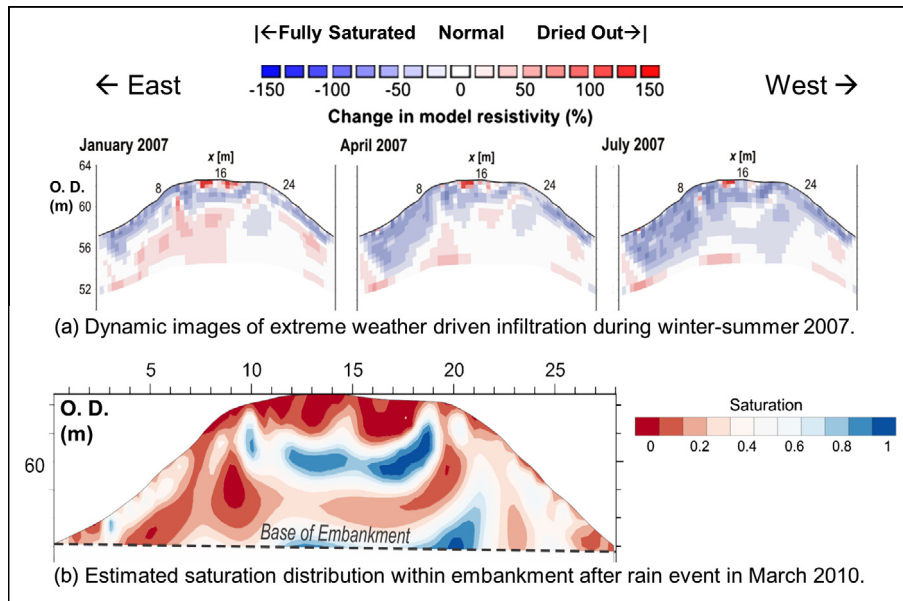 |←Fully Saturated Normal Dried Out→|
-150 -100 -50 0 50 100 150
← East
West →
Change in model resistivity (%)
January 2007
April 2007
July 2007
x [m]
x [m]
x [m]
64
O. D.
(m)
60
56
52
8 16 24
8 16 24
8 16 24
(a) Dynamic images of extreme weather driven infiltration during winter-summer 2007.
5 10 15 20 25
O. D.
(m)
60
Base of Embankment
Saturation
0 0.2 0.4 0.6 0.8 1
(b) Estimated saturation distribution within embankment after rain event in March 2010.